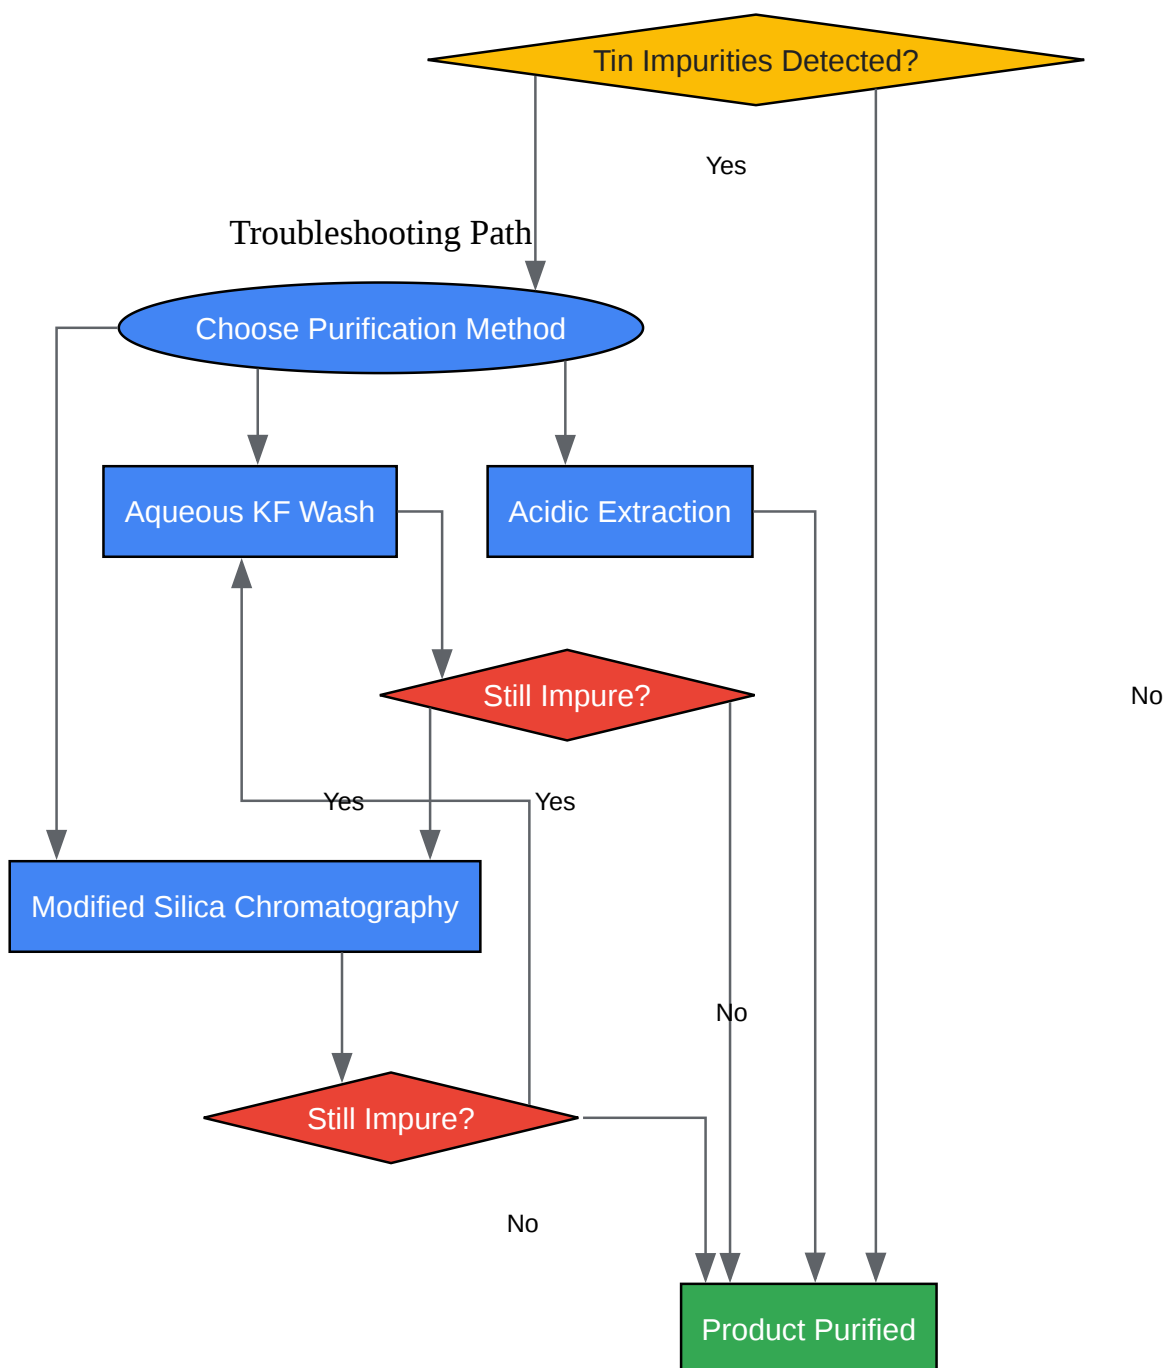 Tin Impurities Detected?
Yes
Troubleshooting Path
Choose Purification Method
Aqueous KF Wash
Acidic Extraction
Still Impure?
No
Yes
Yes
Modified Silica Chromatography
No
Still Impure?
No
Product Purified